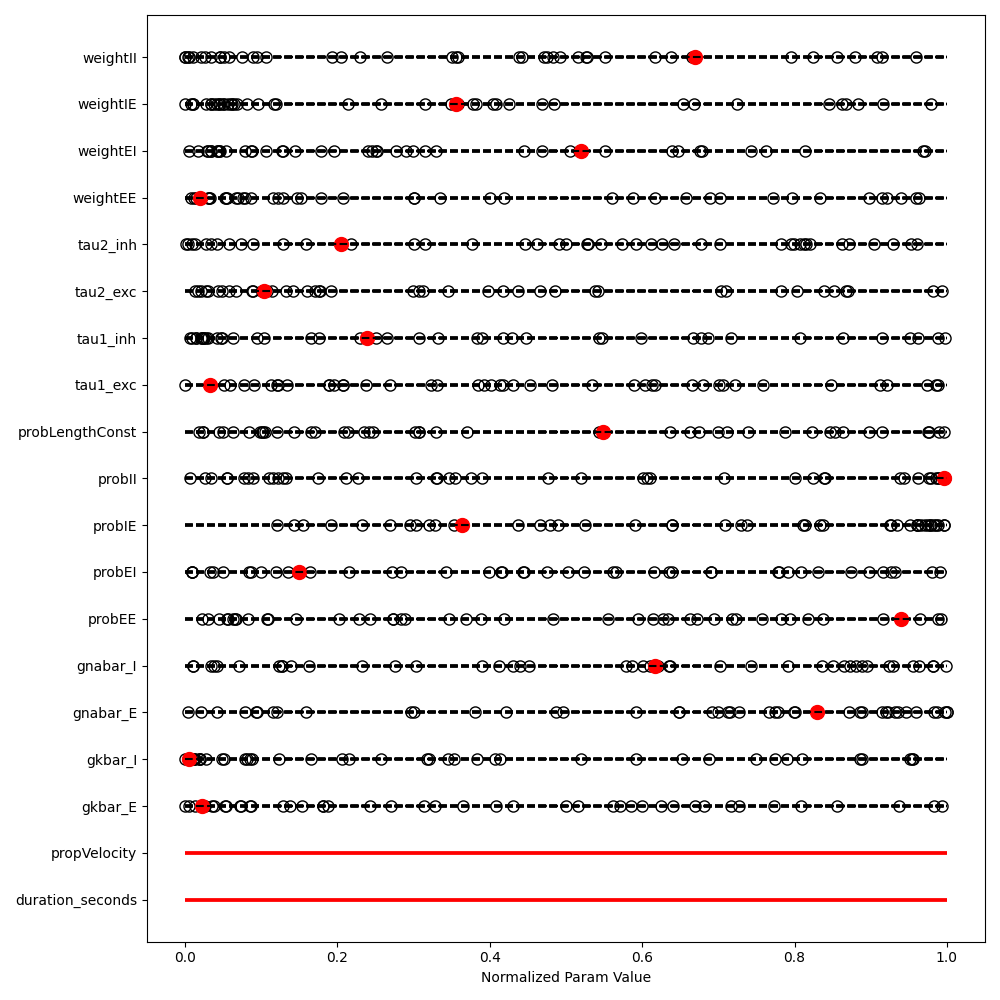 weightII
weightIE
weightEI
weightEE
tau2_inh
tau2_exc
tau1_inh
tau1_exc
probLengthConst
probII
probIE
probEI
probEE
gnabar_I
gnabar_E
gkbar_I
gkbar_E
propVelocity
duration_seconds
0.0 0.2 0.4 0.6 0.8 1.0
Normalized Param Value